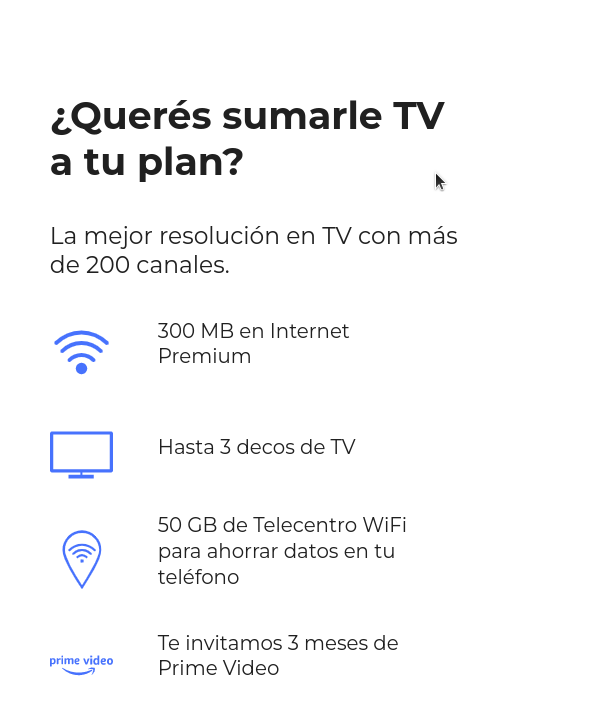 ¿Querés sumarle TV
a tu plan?
La mejor resolución en TV con más
de 200 canales.
300 MB en Internet
Premium
Hasta 3 decos de TV
50 GB de Telecentro WiFi
para ahorrar datos en tu
teléfono
prime video
Te invitamos 3 meses de
Prime Video